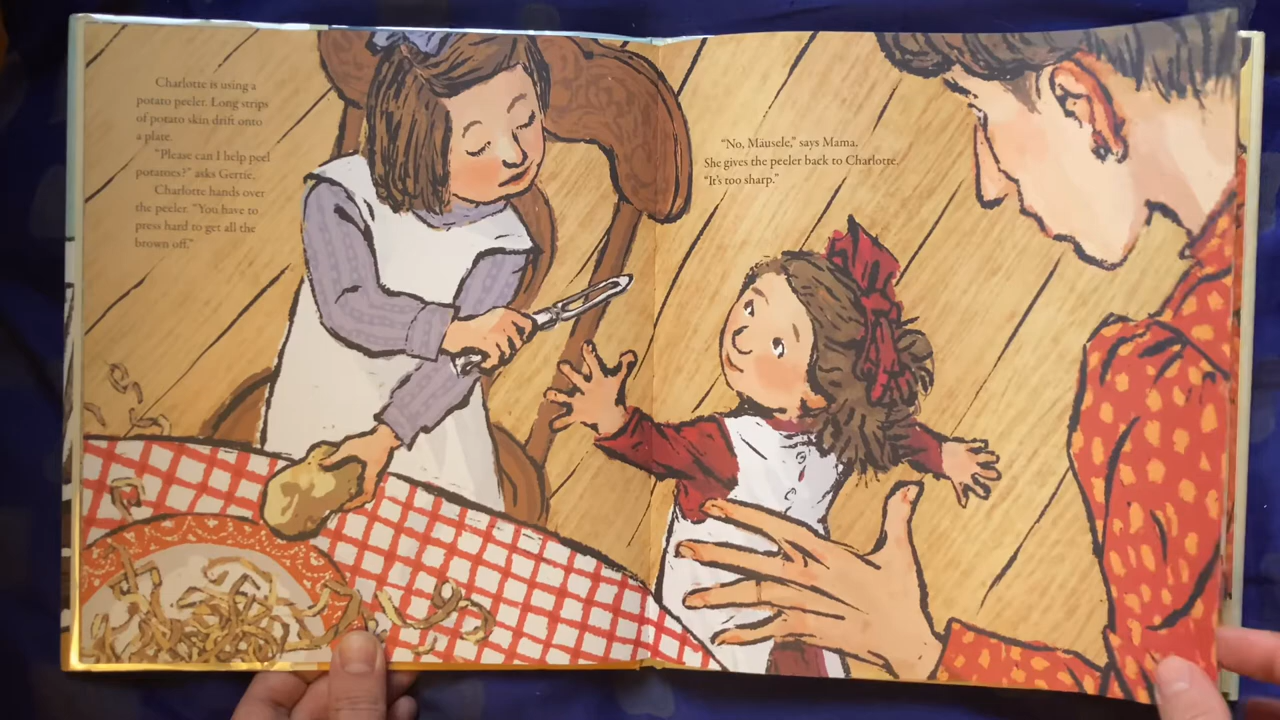 Charlotte is using a
potato peeler. Long strips
of potato skin drift onto
a plate.
“Please can I help peel
potatoes?” asks Gertie.
Charlotte hands over
the peeler. “You have to
press hard to get all the
brown off.”
“No, Mäusele,” says Mama.
She gives the peeler back to Charlotte.
“It’s too sharp.”